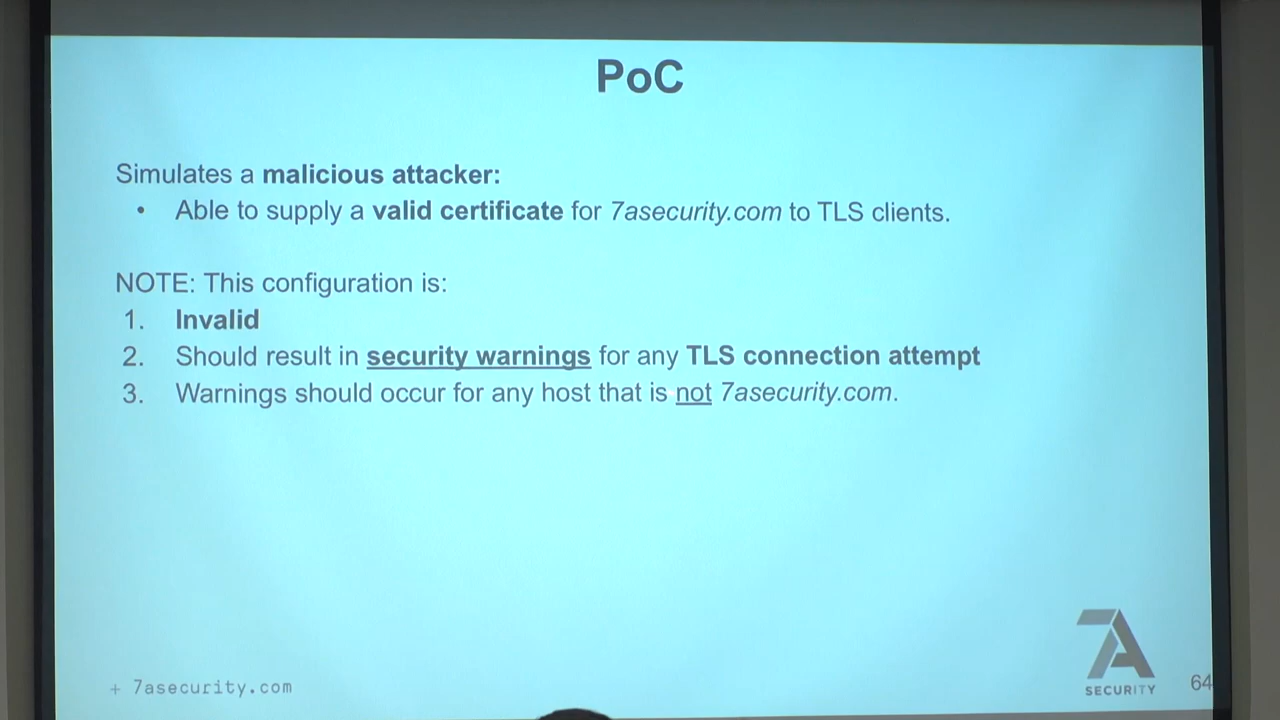 PoC
Simulates a malicious attacker:
• Able to supply a valid certificate for 7asecurity.com to TLS clients.
NOTE: This configuration is:
1. Invalid
2. Should result in security warnings for any TLS connection attempt
3. Warnings should occur for any host that is not 7asecurity.com.
+ 7asecurity.com
7A
SECURITY
64